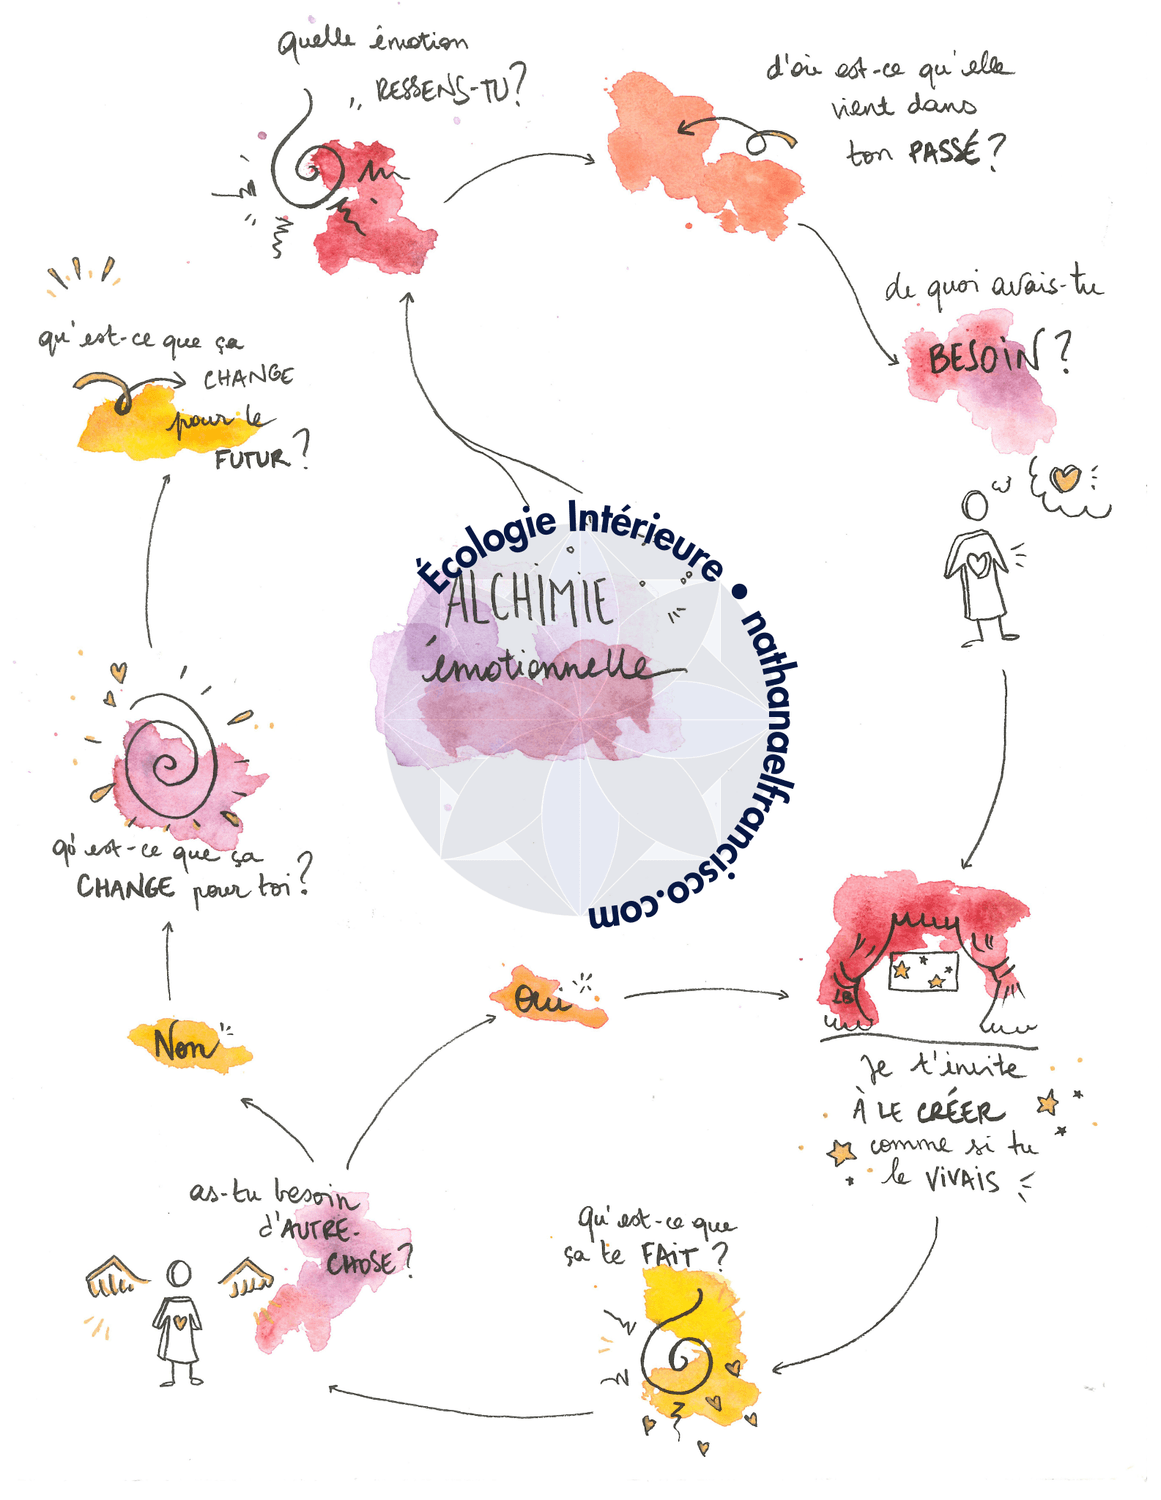 quelle émotion
RESSENS-TU?
d'où est-ce qu'elle
vient dans
ton PASSÉ?
de quoi avais-tu
BESOIN?
Je t'invite
À LE CRÉER
comme si tu
le VIVAIS
qu'est-ce que
ça te FAIT?
as-tu besoin
d'AUTRE-
CHOSE?
Oui
Non
qu'est-ce que ça
CHANGE pour toi?
qu'est-ce que ça
CHANGE
pour le
FUTUR?
ALCHIMIE
émotionnelle
Écologie Intérieure • nathanaelfrancisco.com